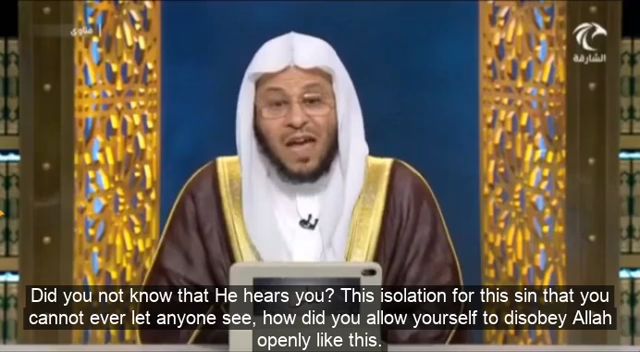 فتاوى
الشارقة
Did you not know that He hears you? This isolation for this sin that you
cannot ever let anyone see, how did you allow yourself to disobey Allah
openly like this.